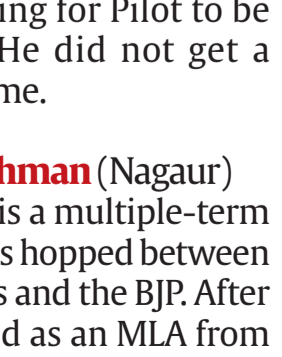 ing for Pilot to be
He did not get a
me.
hman (Nagaur)
is a multiple-term
s hopped between
s and the BJP. After
d as an MLA from